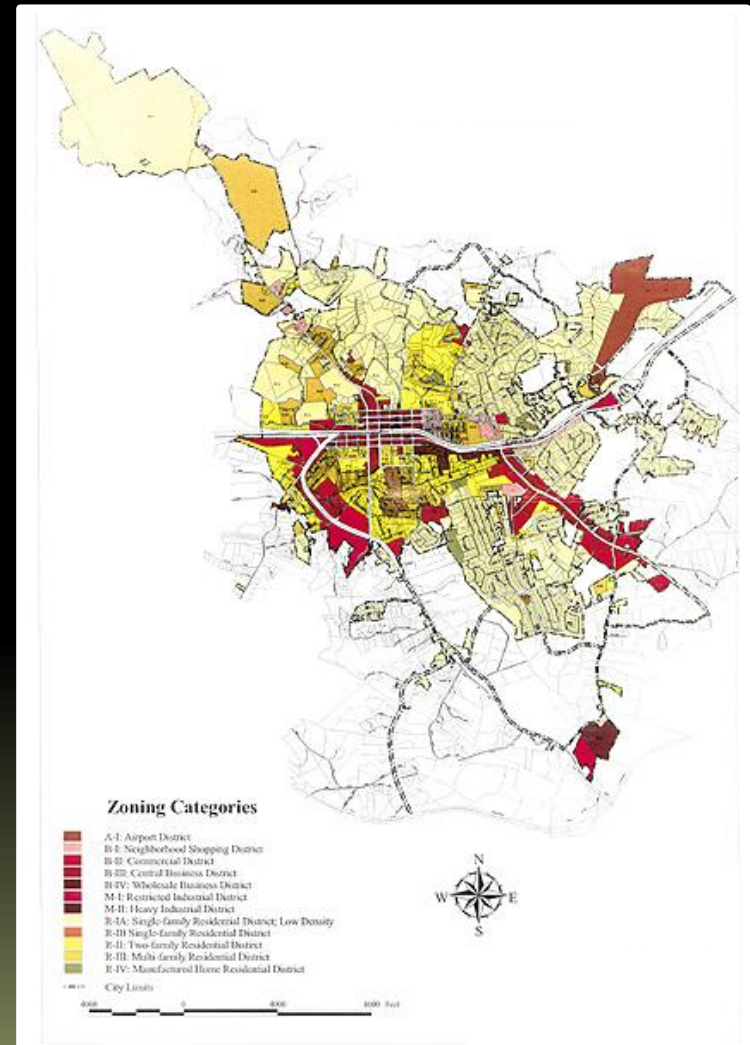 Zoning Categories
A-I: Airport District
B-I: Neighborhood Shopping District
B-II: Commercial District
B-III: Central Business District
B-IV: Wholesale Business District
M-I: Restricted Industrial District
M-II: Heavy Industrial District
R-IA: Single-family Residential District; Low Density
Single-family Residential District
R-II: Two-family Residential District
R-III: Multi-family Residential District
R-IV: Manufactured Home Residential District
City Limits
4000 0 4000 Feet
N
W E
S